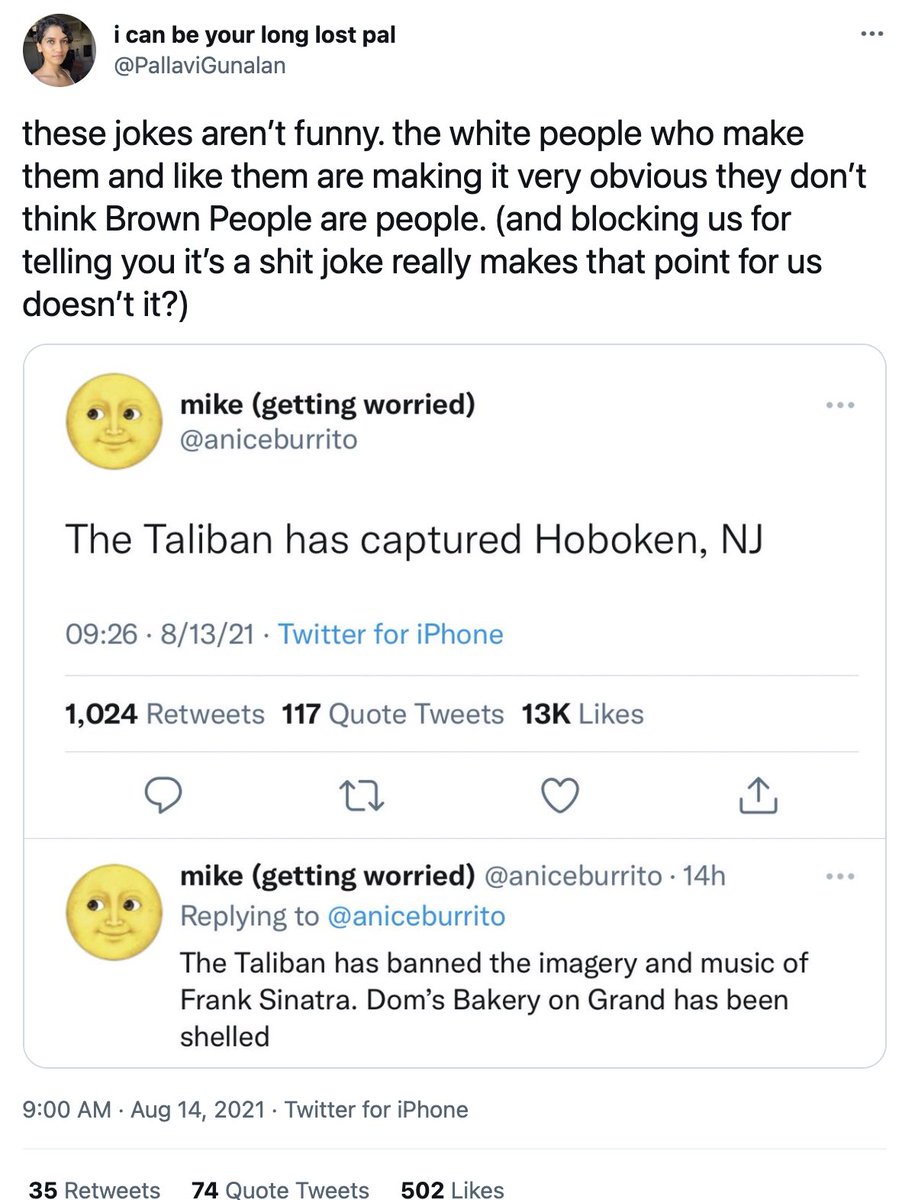 i can be your long lost pal
@PallaviGunalan
these jokes aren’t funny. the white people who make
them and like them are making it very obvious they don’t
think Brown People are people. (and blocking us for
telling you it’s a shit joke really makes that point for us
doesn’t it?)
mike (getting worried)
@aniceburrito
The Taliban has captured Hoboken, NJ
09:26 · 8/13/21 · Twitter for iPhone
1,024 Retweets 117 Quote Tweets 13K Likes
mike (getting worried) @aniceburrito · 14h
Replying to @aniceburrito
The Taliban has banned the imagery and music of
Frank Sinatra. Dom’s Bakery on Grand has been
shelled
9:00 AM · Aug 14, 2021 · Twitter for iPhone
35 Retweets 74 Quote Tweets 502 Likes